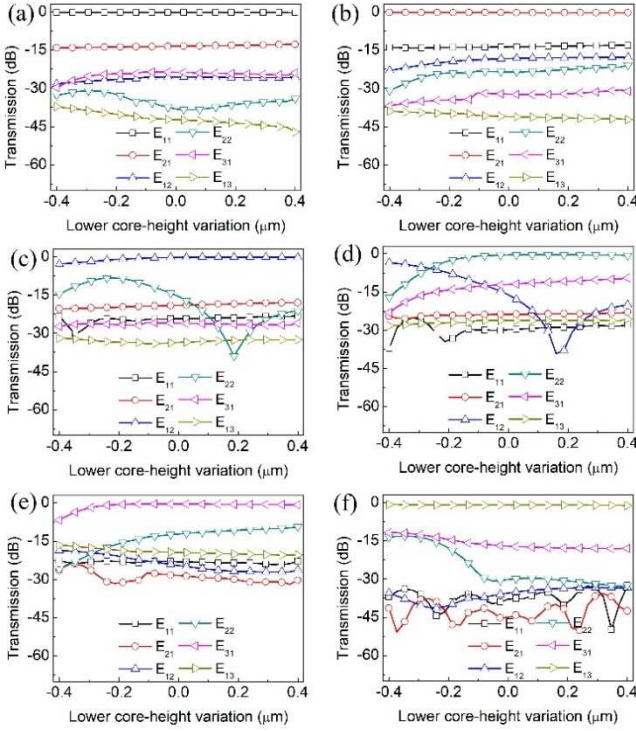 (a)
0
-15
-30
-45
-60
Transmission (dB)
E11 E22
E21 E31
E12 E13
-0.4 -0.2 0.0 0.2 0.4
Lower core-height variation (μm)
(b)
0
-15
-30
-45
-60
Transmission (dB)
E11 E22
E21 E31
E12 E13
-0.4 -0.2 0.0 0.2 0.4
Lower core-height variation (μm)
(c)
0
-15
-30
-45
-60
Transmission (dB)
E11 E22
E21 E31
E12 E13
-0.4 -0.2 0.0 0.2 0.4
Lower core-height variation (μm)
(d)
0
-15
-30
-45
-60
Transmission (dB)
E11 E22
E21 E31
E12 E13
-0.4 -0.2 0.0 0.2 0.4
Lower core-height variation (μm)
(e)
0
-15
-30
-45
-60
Transmission (dB)
E11 E22
E21 E31
E12 E13
-0.4 -0.2 0.0 0.2 0.4
Lower core-height variation (μm)
(f)
0
-15
-30
-45
-60
Transmission (dB)
E11 E22
E21 E31
E12 E13
-0.4 -0.2 0.0 0.2 0.4
Lower core-height variation (μm)